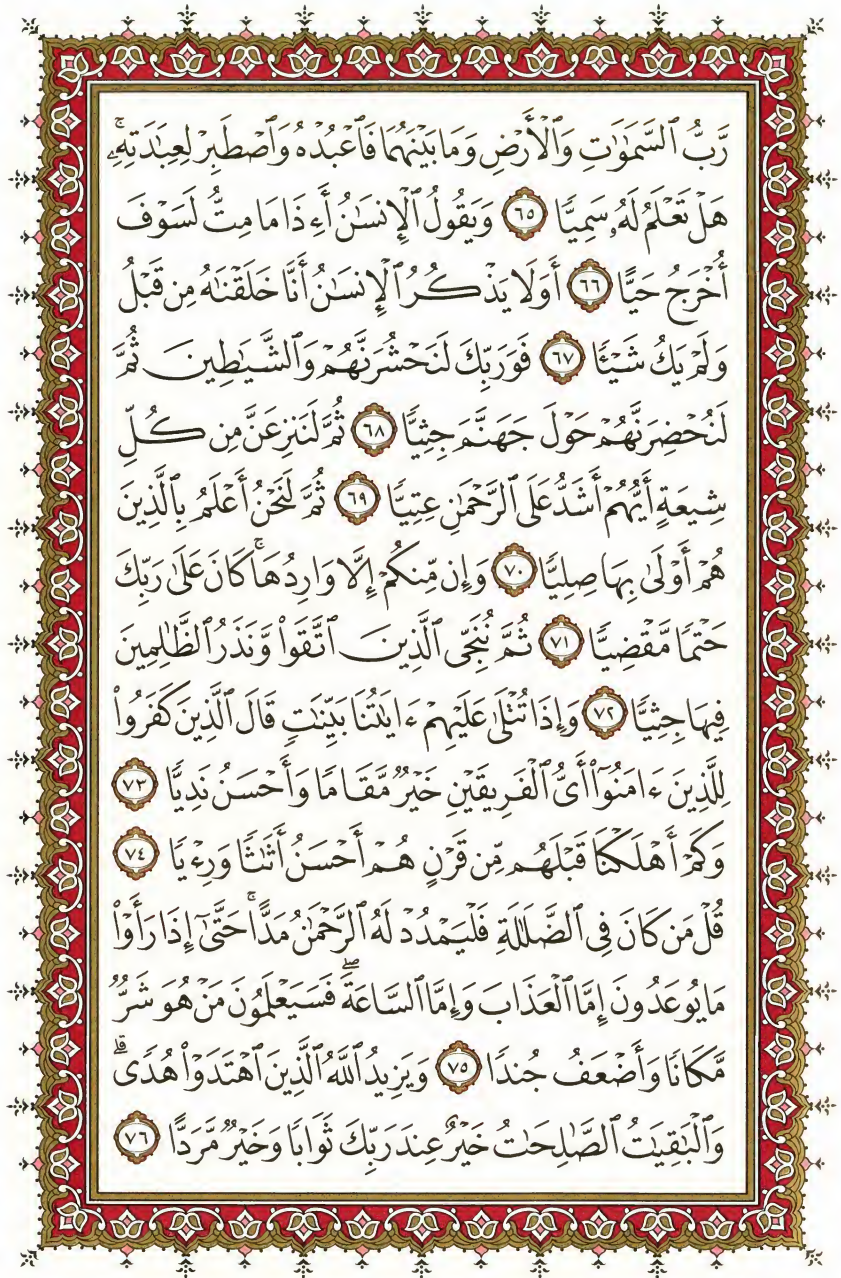 رَّبُّ ٱلسَّمَٰوَٰتِ وَٱلْأَرْضِ وَمَا بَيْنَهُمَا فَٱعْبُدْهُ وَٱصْطَبِرْ لِعِبَٰدَتِهِۦۚ
هَلْ تَعْلَمُ لَهُۥ سَمِيًّا ٦٥ وَيَقُولُ ٱلْإِنسَٰنُ أَءِذَا مَا مِتُّ لَسَوْفَ
أُخْرَجُ حَيًّا ٦٦ أَوَلَا يَذْكُرُ ٱلْإِنسَٰنُ أَنَّا خَلَقْنَٰهُ مِن قَبْلُ
وَلَمْ يَكُ شَيْـًٔا ٦٧ فَوَرَبِّكَ لَنَحْشُرَنَّهُمْ وَٱلشَّيَٰطِينَ ثُمَّ
لَنُحْضِرَنَّهُمْ حَوْلَ جَهَنَّمَ جِثِيًّا ٦٨ ثُمَّ لَنَنزِعَنَّ مِن كُلِّ
شِيعَةٍ أَيُّهُمْ أَشَدُّ عَلَى ٱلرَّحْمَٰنِ عِتِيًّا ٦٩ ثُمَّ لَنَحْنُ أَعْلَمُ بِٱلَّذِينَ
هُمْ أَوْلَىٰ بِهَا صِلِيًّا ٧٠ وَإِن مِّنكُمْ إِلَّا وَارِدُهَاۚ كَانَ عَلَىٰ رَبِّكَ
حَتْمًا مَّقْضِيًّا ٧١ ثُمَّ نُنَجِّى ٱلَّذِينَ ٱتَّقَوا۟ وَّنَذَرُ ٱلظَّٰلِمِينَ
فِيهَا جِثِيًّا ٧٢ وَإِذَا تُتْلَىٰ عَلَيْهِمْ ءَايَٰتُنَا بَيِّنَٰتٍ قَالَ ٱلَّذِينَ كَفَرُوا۟
لِلَّذِينَ ءَامَنُوٓا۟ أَىُّ ٱلْفَرِيقَيْنِ خَيْرٌ مَّقَامًا وَأَحْسَنُ نَدِيًّا ٧٣
وَكَمْ أَهْلَكْنَا قَبْلَهُم مِّن قَرْنٍ هُمْ أَحْسَنُ أَثَٰثًا وَرِءْيًا ٧٤
قُلْ مَن كَانَ فِى ٱلضَّلَٰلَةِ فَلْيَمْدُدْ لَهُ ٱلرَّحْمَٰنُ مَدًّاۚ حَتَّىٰٓ إِذَا رَأَوْا۟
مَا يُوعَدُونَ إِمَّا ٱلْعَذَابَ وَإِمَّا ٱلسَّاعَةَۖ فَسَيَعْلَمُونَ مَنْ هُوَ شَرٌّ
مَّكَانًا وَأَضْعَفُ جُندًا ٧٥ وَيَزِيدُ ٱللَّهُ ٱلَّذِينَ ٱهْتَدَوْا۟ هُدًىۗ
وَٱلْبَٰقِيَٰتُ ٱلصَّٰلِحَٰتُ خَيْرٌ عِندَ رَبِّكَ ثَوَابًا وَخَيْرٌ مَّرَدًّا ٧٦